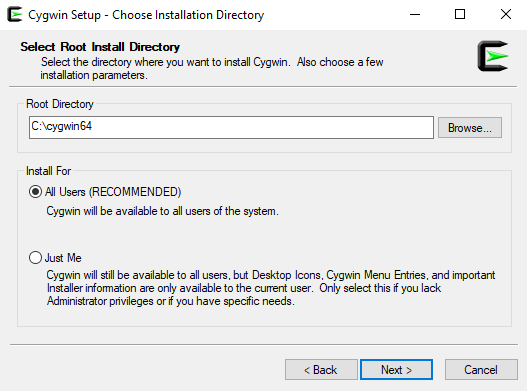 Cygwin Setup - Choose Installation Directory
Select Root Install Directory
Select the directory where you want to install Cygwin. Also choose a few
installation parameters.
Root Directory
C:\cygwin64
Browse...
Install For
All Users (RECOMMENDED)
Cygwin will be available to all users of the system.
Just Me
Cygwin will still be available to all users, but Desktop Icons, Cygwin Menu Entries, and important
Installer information are only available to the current user. Only select this if you lack
Administrator privileges or if you have specific needs.
< Back
Next >
Cancel